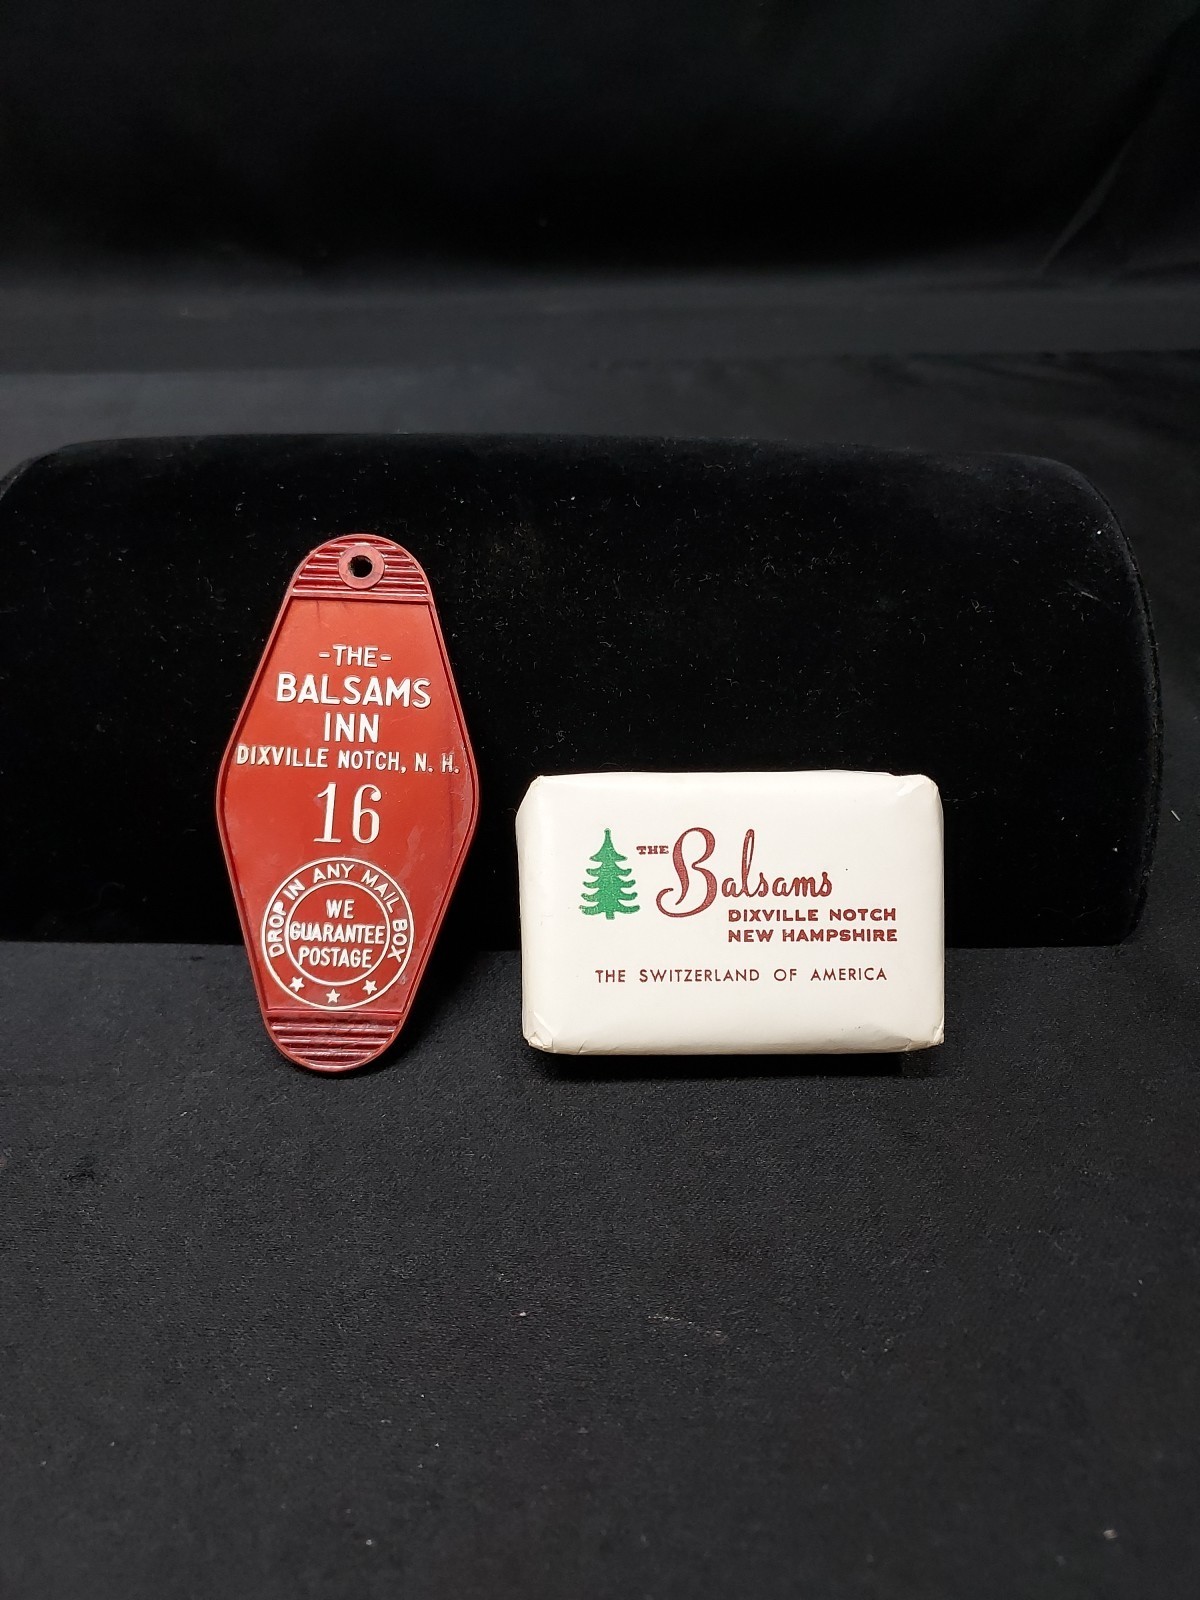 -THE-
BALSAMS
INN
DIXVILLE NOTCH, N. H.
16
DROP IN ANY MAIL BOX
WE
GUARANTEE
POSTAGE
THE Balsams
DIXVILLE NOTCH
NEW HAMPSHIRE
THE SWITZERLAND OF AMERICA